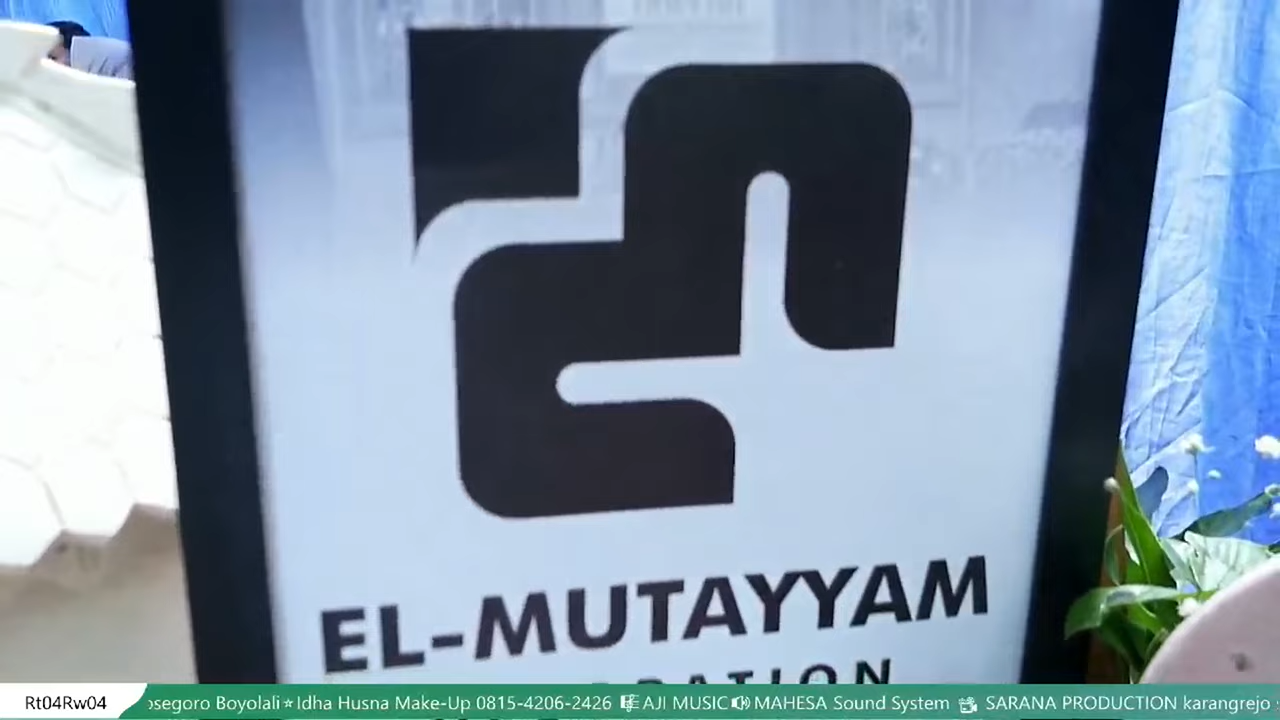 EL-MUTAYYAM
Rt04Rw04
osegoro Boyolali⭐Idha Husna Make-Up 0815-4206-2426 🎼AJI MUSIC🔊MAHESA Sound System 📽 SARANA PRODUCTION karangrejo